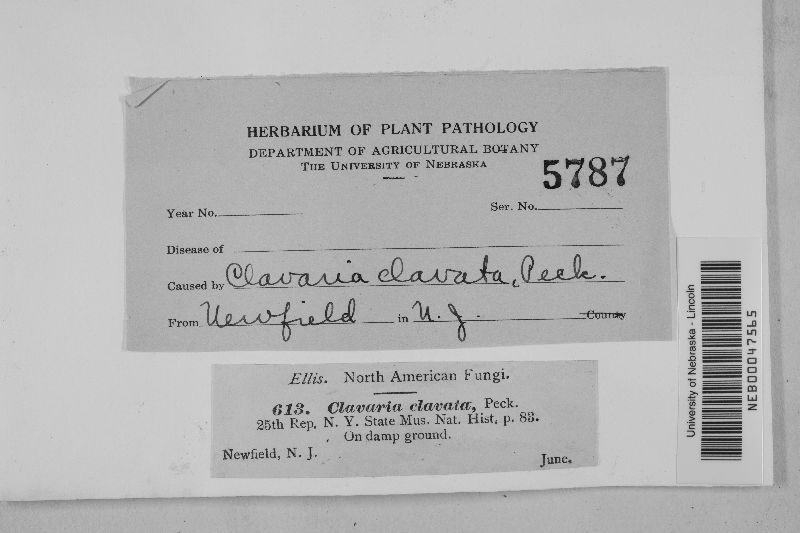 HERBARIUM OF PLANT PATHOLOGY
DEPARTMENT OF AGRICULTURAL BOTANY
THE UNIVERSITY OF NEBRASKA
5787
Year No.
Ser. No.
Disease of
Caused by Clavaria clavata, Peck.
From Newfield in N. J. County
Ellis. North American Fungi.
613. Clavaria clavata, Peck.
25th Rep. N. Y. State Mus. Nat. Hist. p. 83.
On damp ground.
Newfield, N. J.
June.
University of Nebraska - Lincoln
NEB00047565